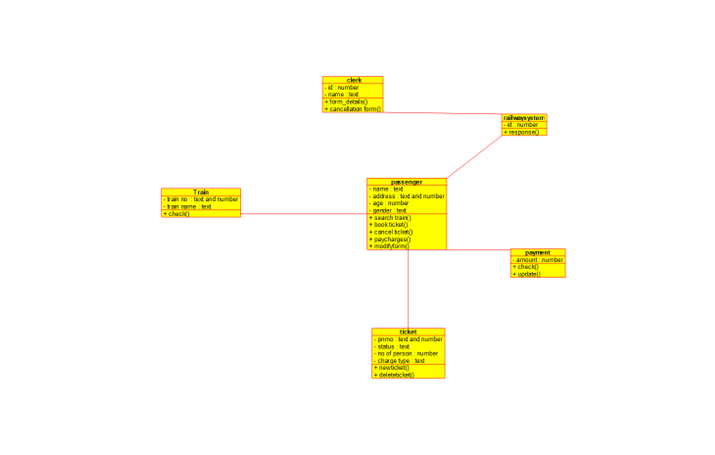 clerk
- id : number
- name : text
+ form_details()
+ cancellation form()
railwaysystem
- id : number
+ response()
passenger
- name : text
- address : text and number
- age : number
- gender : text
+ search train()
+ book ticket()
+ cancel ticket()
+ paycharges()
+ modifyform()
Train
- train no : text and number
- train name : text
+ check()
payment
- amount : number
+ check()
+ update()
ticket
- pnrno : text and number
- status : text
- no of person : number
- charge type : text
+ newticket()
+ deleteticket()